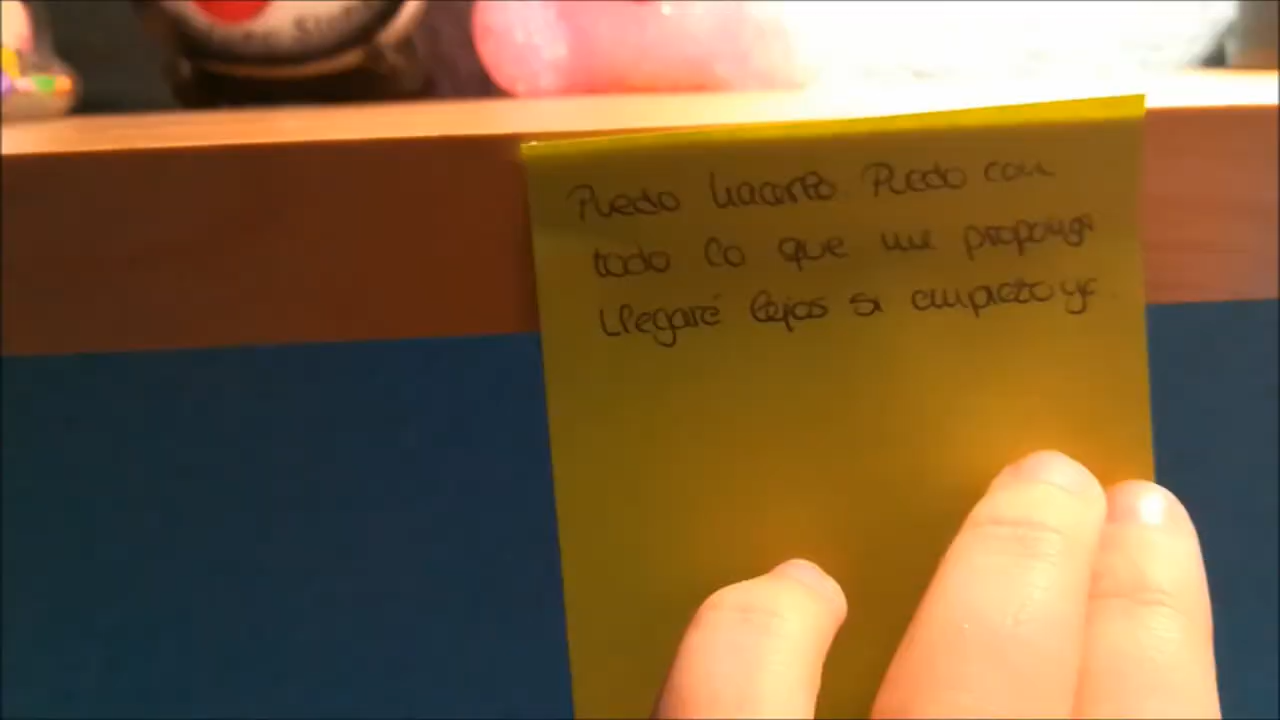 Puedo hacerlo Puedo con
todo lo que me proponga
Llegaré lejos si empiezo ya